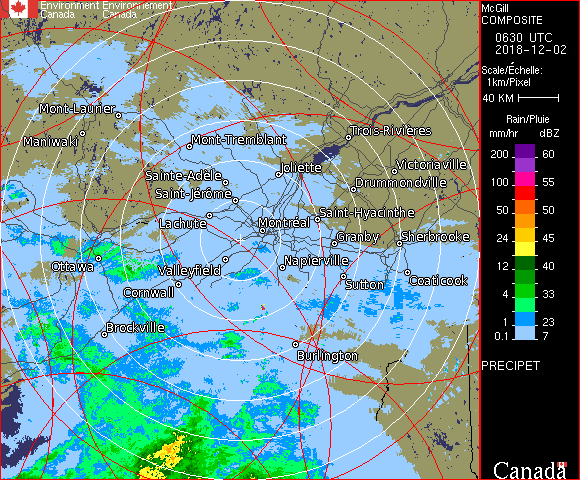 Environment Environnement
Canada Canada
McGill
COMPOSITE
0630 UTC
2018-12-02
Scale/Échelle:
1km/Pixel
40 KM
Rain/Pluie
mm/hr dBZ
200 60
100 55
50 50
24 45
12 40
4 33
1 23
0.1 7
PRECIPET
Canada
Mont-Laurier
Maniwaki
Mont-Tremblant
Trois-Rivières
Joliette
Victoriaville
Sainte-Adèle
Drummondville
Saint-Jérôme
Saint-Hyacinthe
Lachute
Montréal
Granby
Sherbrooke
Ottawa
Valleyfield
Napierville
Cornwall
Sutton
Coaticook
Brockville
Burlington